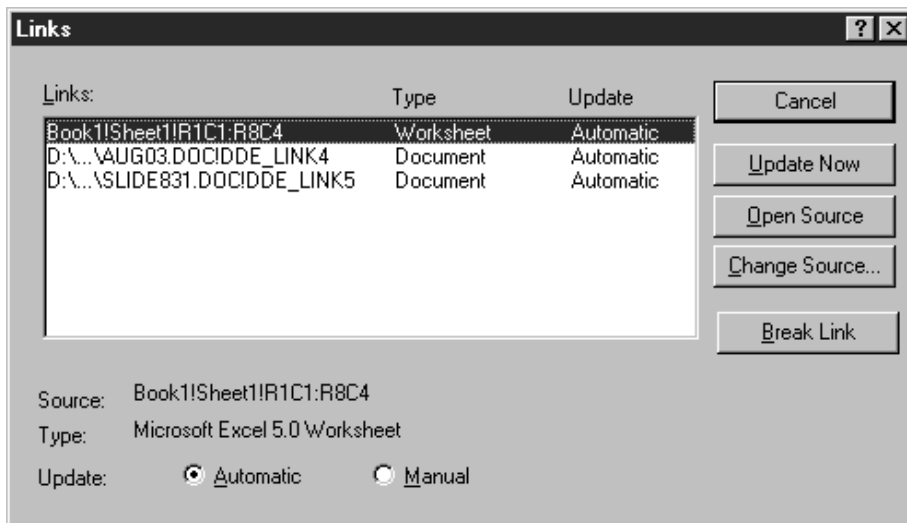 Links
Links: Type Update
Book1!Sheet1!R1C1:R8C4 Worksheet Automatic
D:\...\AUG03.DOC!DDE_LINK4 Document Automatic
D:\...\SLIDE831.DOC!DDE_LINK5 Document Automatic
Cancel
Update Now
Open Source
Change Source...
Break Link
Source: Book1!Sheet1!R1C1:R8C4
Type: Microsoft Excel 5.0 Worksheet
Update: Automatic Manual